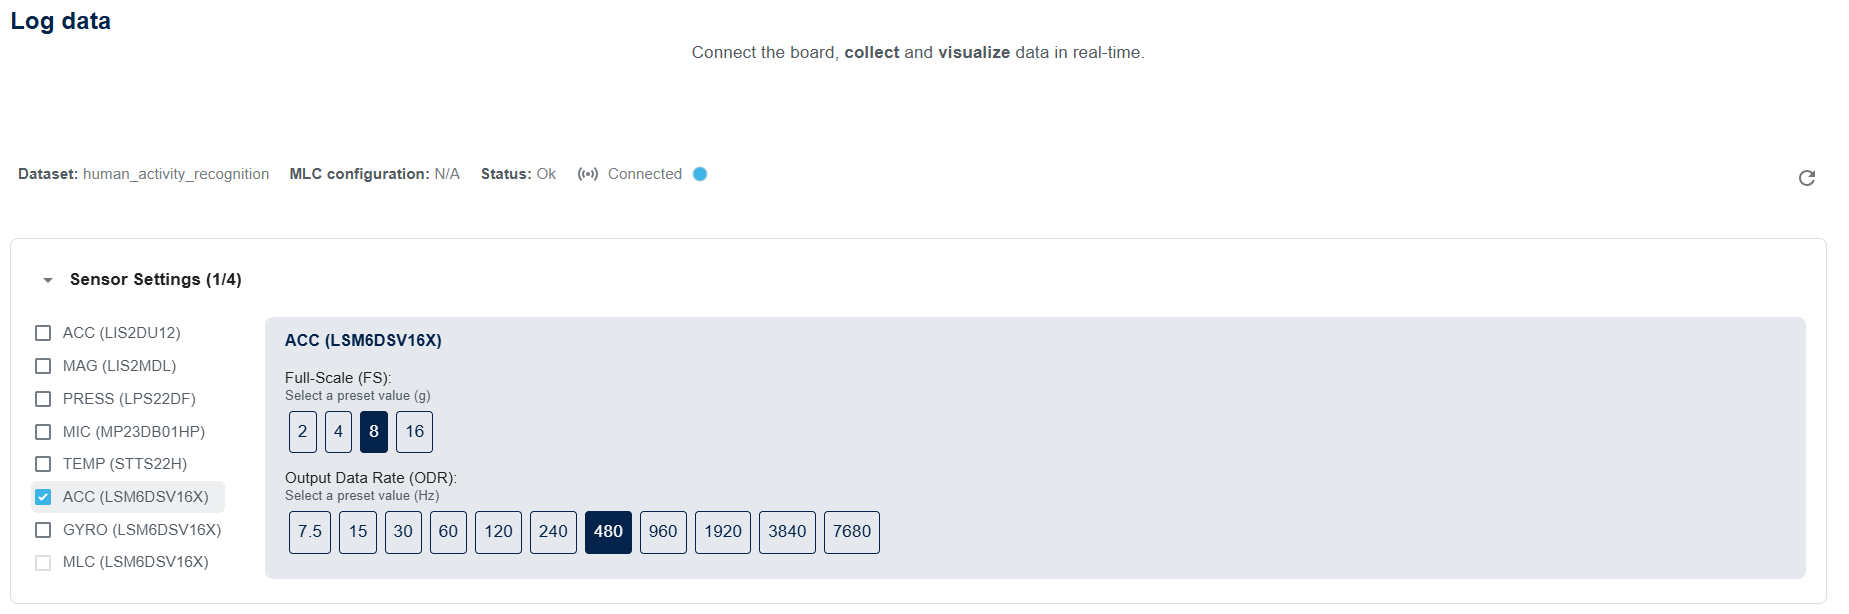 Log data
Connect the board, collect and visualize data in real-time.
Dataset: human_activity_recognition MLC configuration: N/A Status: Ok Connected
Sensor Settings (1/4)
ACC (LIS2DU12)
MAG (LIS2MDL)
PRESS (LPS22DF)
MIC (MP23DB01HP)
TEMP (STTS22H)
ACC (LSM6DSV16X)
GYRO (LSM6DSV16X)
MLC (LSM6DSV16X)
ACC (LSM6DSV16X)
Full-Scale (FS):
Select a preset value (g)
2 4 8 16
Output Data Rate (ODR):
Select a preset value (Hz)
7.5 15 30 60 120 240 480 960 1920 3840 7680